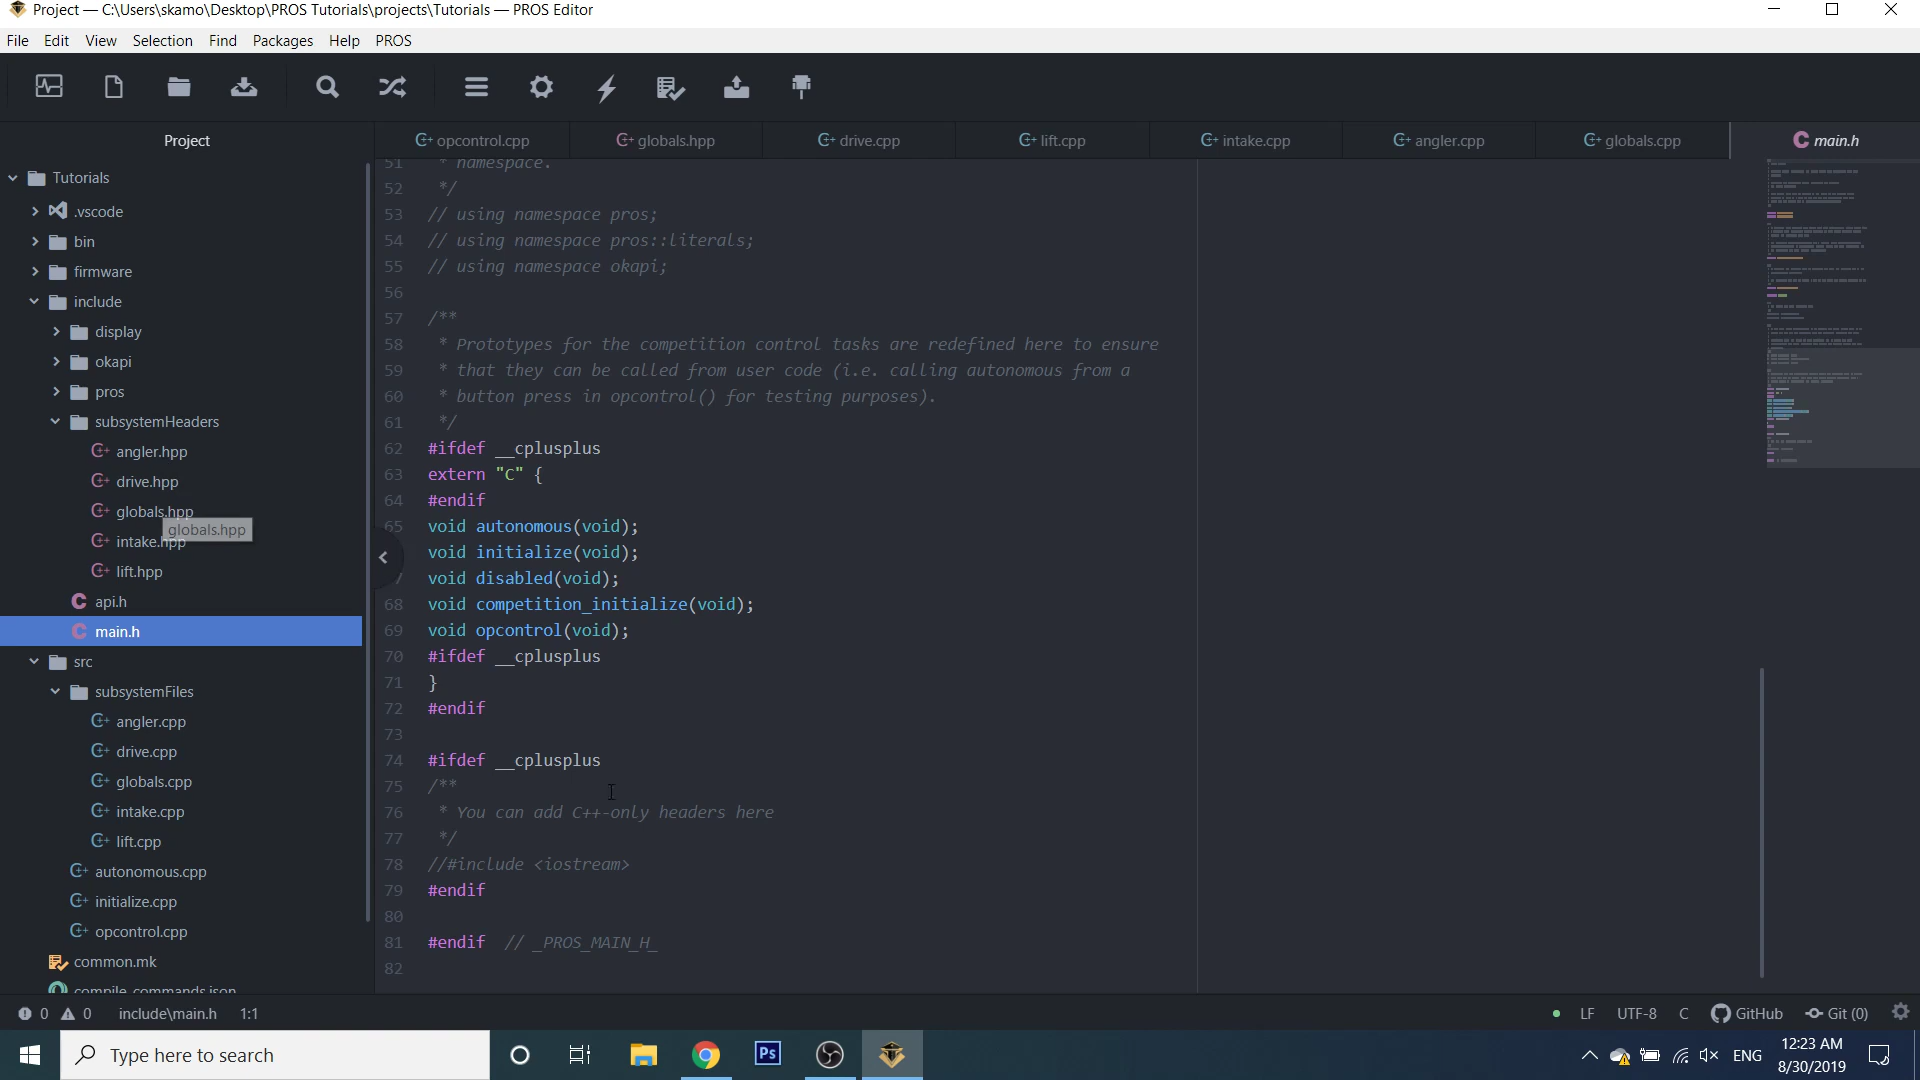 Project — C:\Users\skamo\Desktop\PROS Tutorials\projects\Tutorials — PROS Editor
File Edit View Selection Find Packages Help PROS
Project
opcontrol.cpp globals.hpp drive.cpp lift.cpp intake.cpp angler.cpp globals.cpp main.h
Tutorials
.vscode
bin
firmware
include
display
okapi
pros
subsystemHeaders
angler.hpp
drive.hpp
globals.hpp
globals.hpp
intake.hpp
lift.hpp
api.h
main.h
src
subsystemFiles
angler.cpp
drive.cpp
globals.cpp
intake.cpp
lift.cpp
autonomous.cpp
initialize.cpp
opcontrol.cpp
common.mk
compile_commands.json
51 * namespace.
52 */
53 // using namespace pros;
54 // using namespace pros::literals;
55 // using namespace okapi;
56
57 /**
58 * Prototypes for the competition control tasks are redefined here to ensure
59 * that they can be called from user code (i.e. calling autonomous from a
60 * button press in opcontrol() for testing purposes).
61 */
62 #ifdef __cplusplus
63 extern "C" {
64 #endif
65 void autonomous(void);
void initialize(void);
7 void disabled(void);
68 void competition_initialize(void);
69 void opcontrol(void);
70 #ifdef __cplusplus
71 }
72 #endif
73
74 #ifdef __cplusplus
75 /**
76 * You can add C++-only headers here
77 */
78 //#include <iostream>
79 #endif
80
81 #endif // _PROS_MAIN_H_
82
0 0 include\main.h 1:1 LF UTF-8 C GitHub Git (0)
Type here to search
Ps
ENG
12:23 AM
8/30/2019